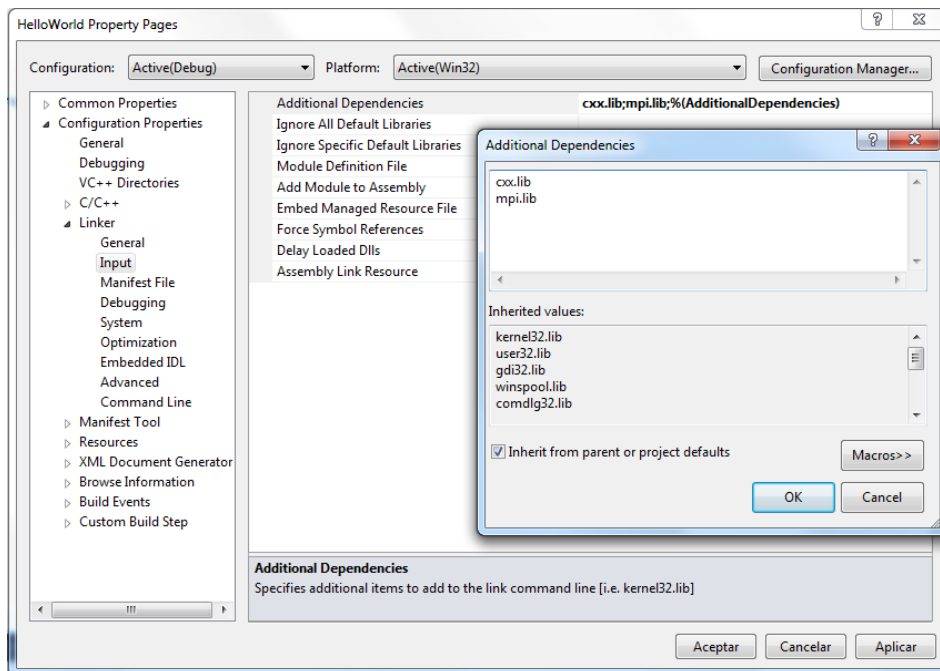 HelloWorld Property Pages
Configuration: Active(Debug) Platform: Active(Win32) Configuration Manager...
Common Properties
Configuration Properties
General
Debugging
VC++ Directories
C/C++
Linker
General
Input
Manifest File
Debugging
System
Optimization
Embedded IDL
Advanced
Command Line
Manifest Tool
Resources
XML Document Generator
Browse Information
Build Events
Custom Build Step
Additional Dependencies cxx.lib;mpi.lib;%(AdditionalDependencies)
Ignore All Default Libraries
Ignore Specific Default Libraries
Module Definition File
Add Module to Assembly
Embed Managed Resource File
Force Symbol References
Delay Loaded Dlls
Assembly Link Resource
Additional Dependencies
cxx.lib
mpi.lib
Inherited values:
kernel32.lib
user32.lib
gdi32.lib
winspool.lib
comdlg32.lib
Inherit from parent or project defaults
Macros>>
OK Cancel
Additional Dependencies
Specifies additional items to add to the link command line [i.e. kernel32.lib]
Aceptar Cancelar Aplicar